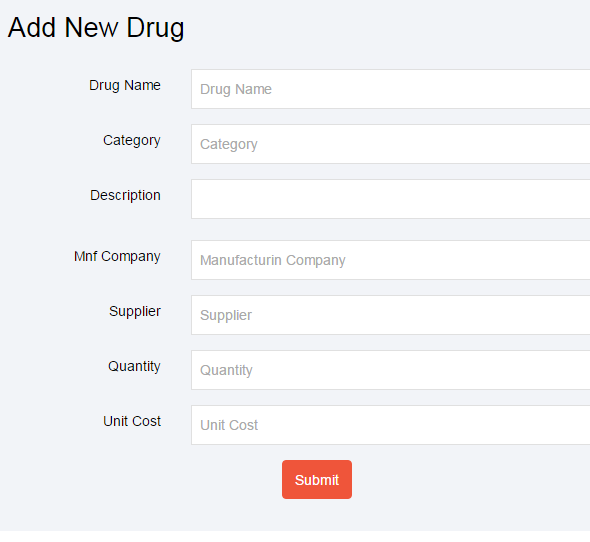 Add New Drug
Drug Name Drug Name
Category Category
Description
Mnf Company Manufacturin Company
Supplier Supplier
Quantity Quantity
Unit Cost Unit Cost
Submit